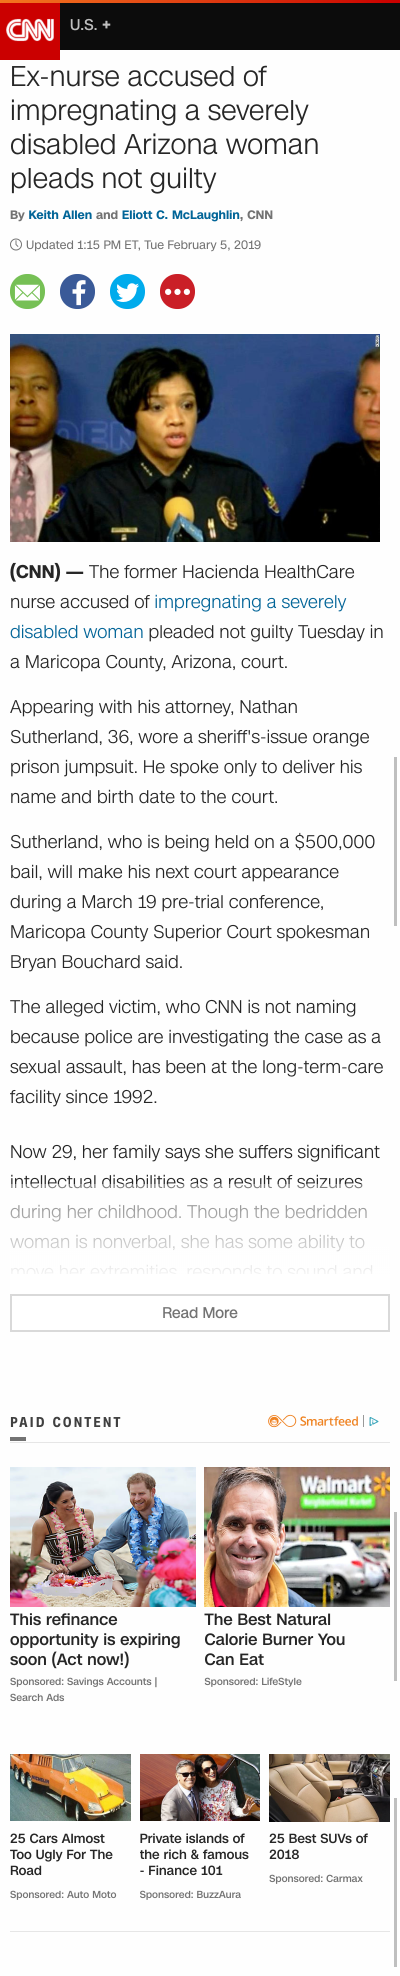 CNN
U.S. +
Ex-nurse accused of
impregnating a severely
disabled Arizona woman
pleads not guilty
By Keith Allen and Eliott C. McLaughlin, CNN
Updated 1:15 PM ET, Tue February 5, 2019
(CNN) — The former Hacienda HealthCare
nurse accused of impregnating a severely
disabled woman pleaded not guilty Tuesday in
a Maricopa County, Arizona, court.
Appearing with his attorney, Nathan
Sutherland, 36, wore a sheriff's-issue orange
prison jumpsuit. He spoke only to deliver his
name and birth date to the court.
Sutherland, who is being held on a $500,000
bail, will make his next court appearance
during a March 19 pre-trial conference,
Maricopa County Superior Court spokesman
Bryan Bouchard said.
The alleged victim, who CNN is not naming
because police are investigating the case as a
sexual assault, has been at the long-term-care
facility since 1992.
Now 29, her family says she suffers significant
intellectual disabilities as a result of seizures
during her childhood. Though the bedridden
woman is nonverbal, she has some ability to
move her extremities, responds to sound and
Read More
PAID CONTENT
Smartfeed
Walmart
Neighborhood Market
This refinance
opportunity is expiring
soon (Act now!)
Sponsored: Savings Accounts |
Search Ads
The Best Natural
Calorie Burner You
Can Eat
Sponsored: LifeStyle
25 Cars Almost
Too Ugly For The
Road
Sponsored: Auto Moto
Private islands of
the rich & famous
- Finance 101
Sponsored: BuzzAura
25 Best SUVs of
2018
Sponsored: Carmax